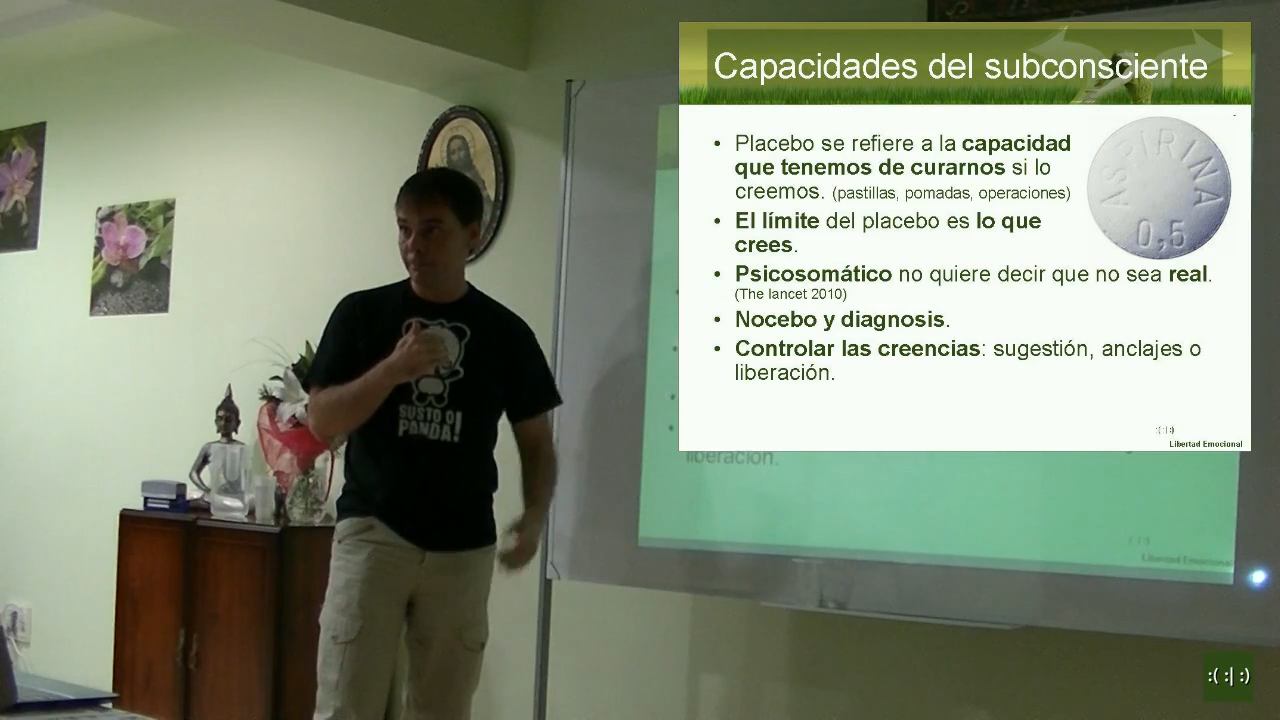 Capacidades del subconsciente
• Placebo se refiere a la capacidad
que tenemos de curarnos si lo
creemos. (pastillas, pomadas, operaciones)
• El límite del placebo es lo que
crees.
• Psicosomático no quiere decir que no sea real.
(The lancet 2010)
• Nocebo y diagnosis.
• Controlar las creencias: sugestión, anclajes o
liberación.
ASPIRINA
0,5
:(:|:)
Libertad Emocional
SUSTO O
PANDA!
liberación.
Libertad Emocional
:( :| :)